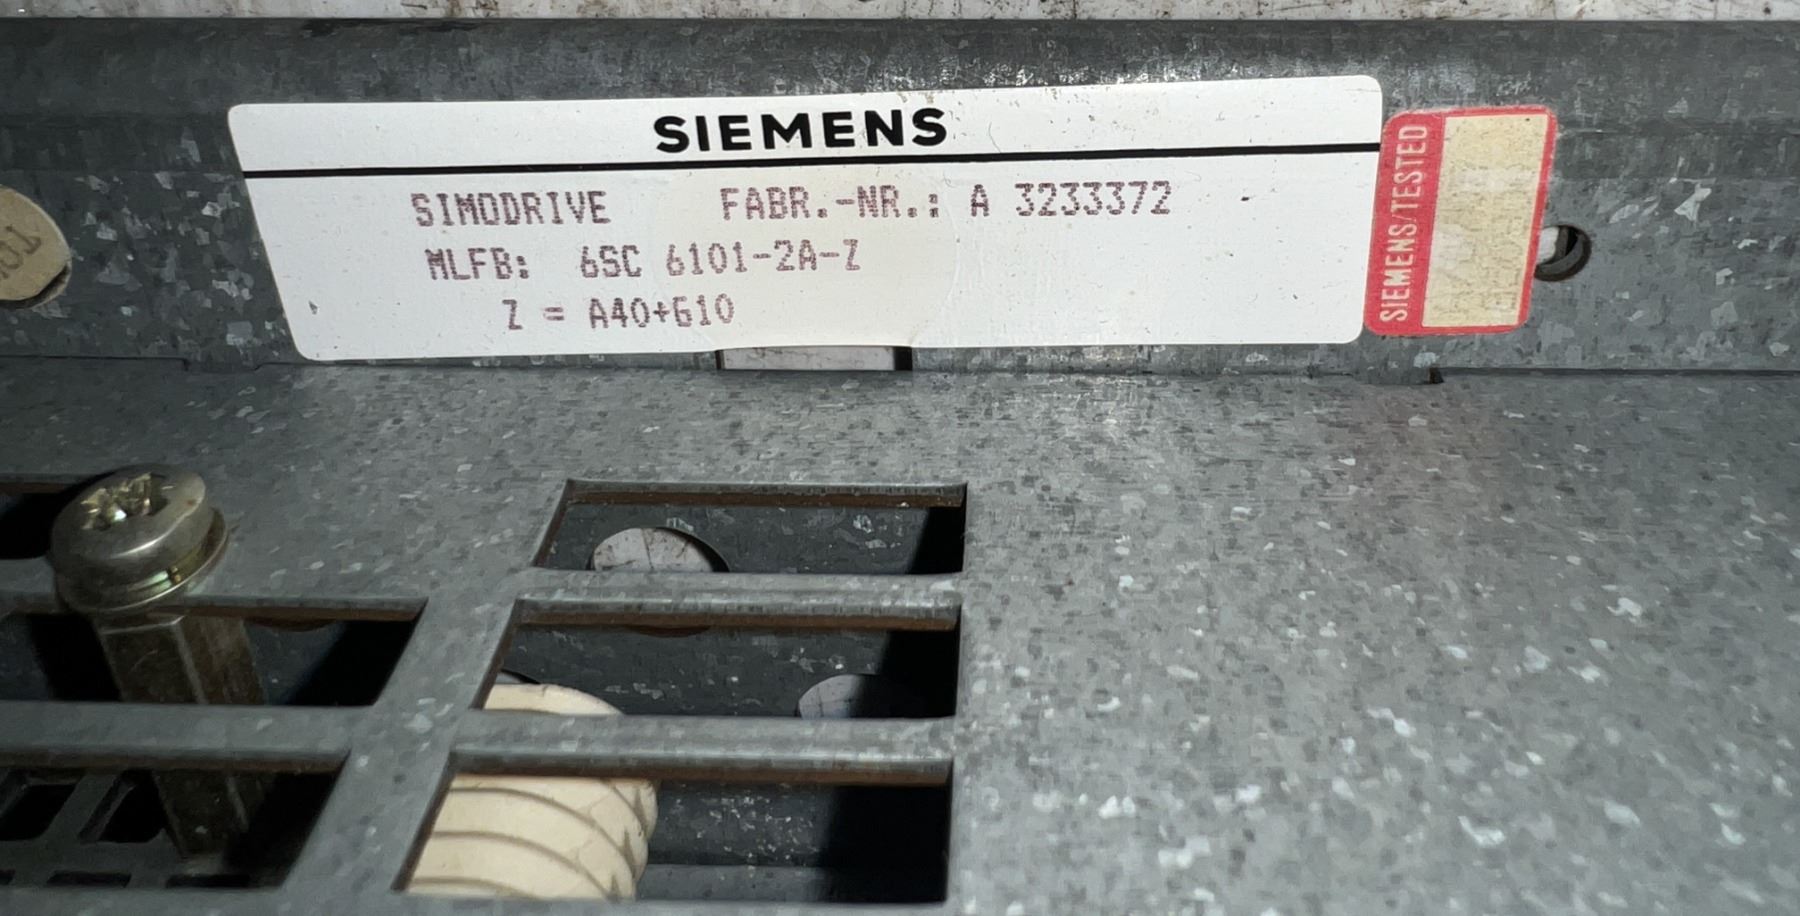 SIEMENS
SIMODRIVE FABR.-NR.: A 3233372
MLFB: 6SC 6101-2A-Z
Z = A40+G10
SIEMENS/TESTED